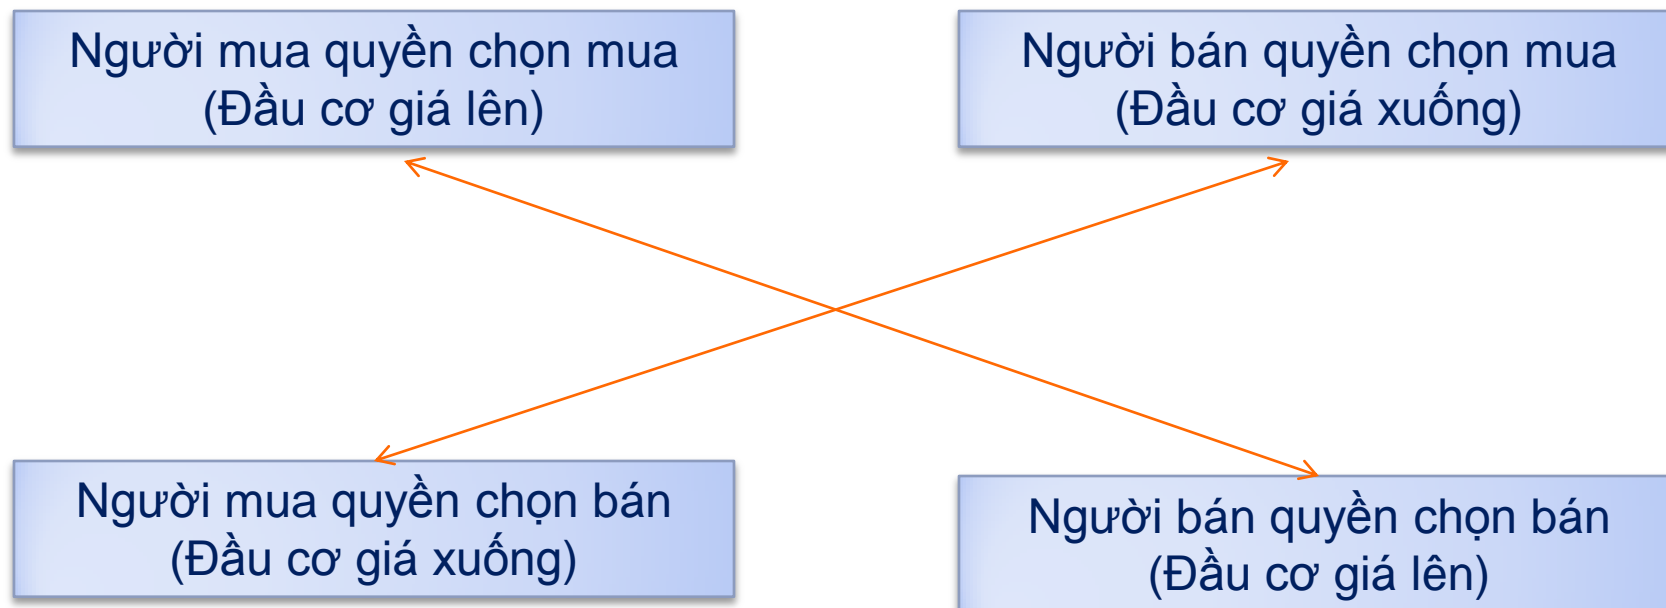 Người mua quyền chọn mua
(Đầu cơ giá lên)
Người bán quyền chọn mua
(Đầu cơ giá xuống)
Người mua quyền chọn bán
(Đầu cơ giá xuống)
Người bán quyền chọn bán
(Đầu cơ giá lên)